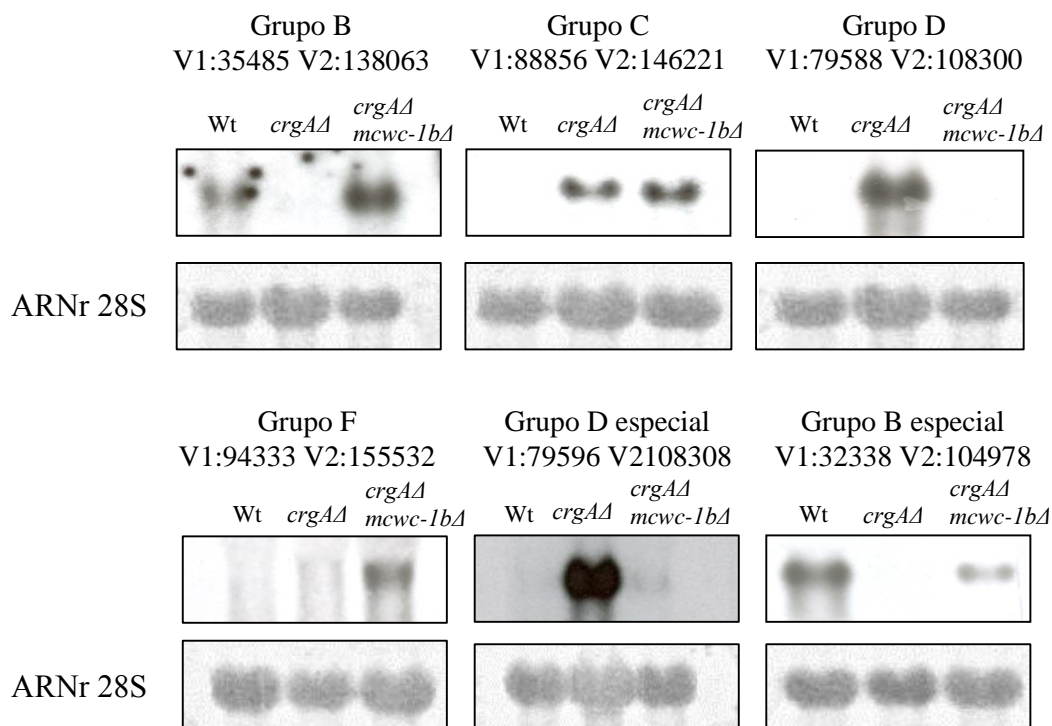 Grupo B
V1:35485 V2:138063
Grupo C
V1:88856 V2:146221
Grupo D
V1:79588 V2:108300
Wt crgAΔ crgAΔ
mcwc-1bΔ
Wt crgAΔ crgAΔ
mcwc-1bΔ
Wt crgAΔ crgAΔ
mcwc-1bΔ
ARNr 28S
Grupo F
V1:94333 V2:155532
Grupo D especial
V1:79596 V2108308
Grupo B especial
V1:32338 V2:104978
Wt crgAΔ crgAΔ
mcwc-1bΔ
Wt crgAΔ crgAΔ
mcwc-1bΔ
Wt crgAΔ crgAΔ
mcwc-1bΔ
ARNr 28S